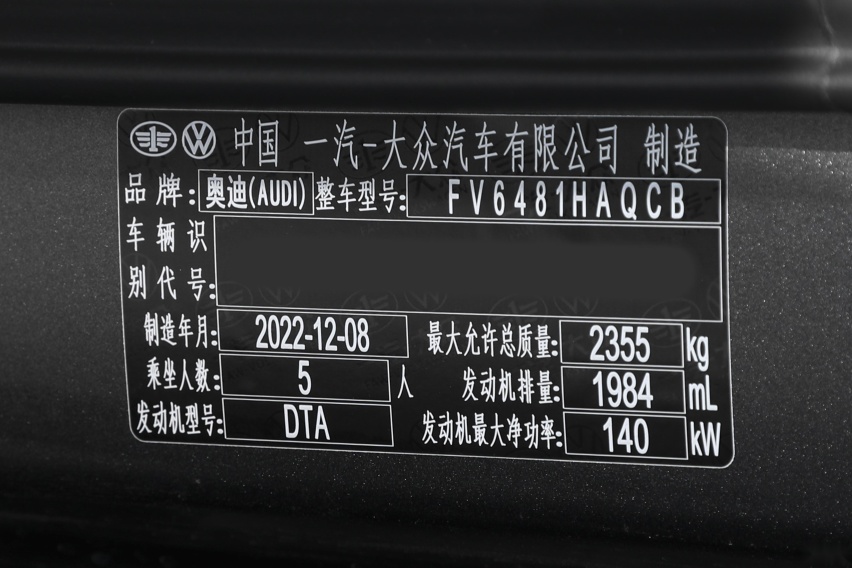 中国 一汽-大众汽车有限公司 制造
品牌: 奥迪(AUDI) 整车型号: FV6481HAQCB
车辆识
别代号:
制造年月: 2022-12-08 最大允许总质量: 2355 kg
乘坐人数: 5 人 发动机排量: 1984 mL
发动机型号: DTA 发动机最大净功率: 140 kW